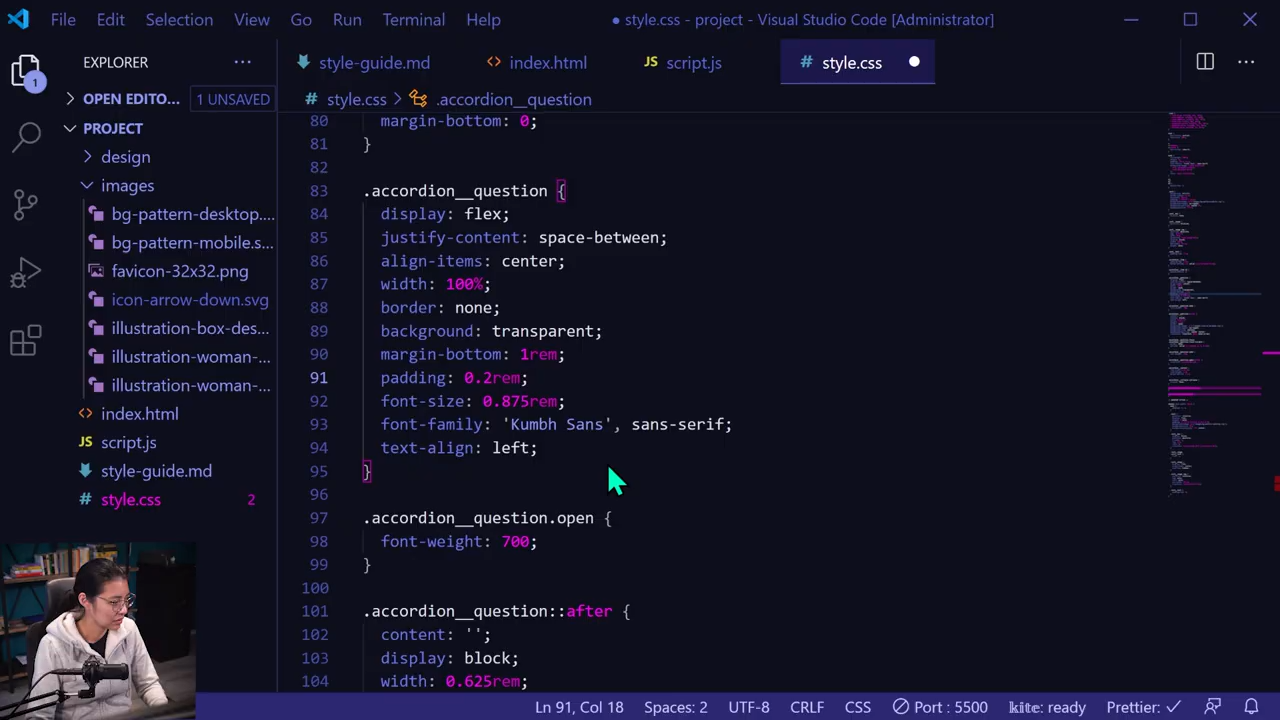 File Edit Selection View Go Run Terminal Help
● style.css - project - Visual Studio Code [Administrator]
EXPLORER
OPEN EDITO... 1 UNSAVED
PROJECT
design
images
bg-pattern-desktop....
bg-pattern-mobile.s...
favicon-32x32.png
icon-arrow-down.svg
illustration-box-des...
illustration-woman-...
illustration-woman-...
index.html
script.js
style-guide.md
style.css 2
1
style-guide.md index.html JS script.js # style.css
# style.css > .accordion__question
80 margin-bottom: 0;
81 }
82
83 .accordion__question {
84 display: flex;
85 justify-content: space-between;
86 align-items: center;
87 width: 100%;
88 border: none;
89 background: transparent;
90 margin-bottom: 1rem;
91 padding: 0.2rem;
92 font-size: 0.875rem;
93 font-family: 'Kumbh Sans', sans-serif;
94 text-align: left;
95 }
96
97 .accordion__question.open {
98 font-weight: 700;
99 }
100
101 .accordion__question::after {
102 content: '';
103 display: block;
104 width: 0.625rem;
Ln 91, Col 18 Spaces: 2 UTF-8 CRLF CSS Port : 5500 kite: ready Prettier: ✓